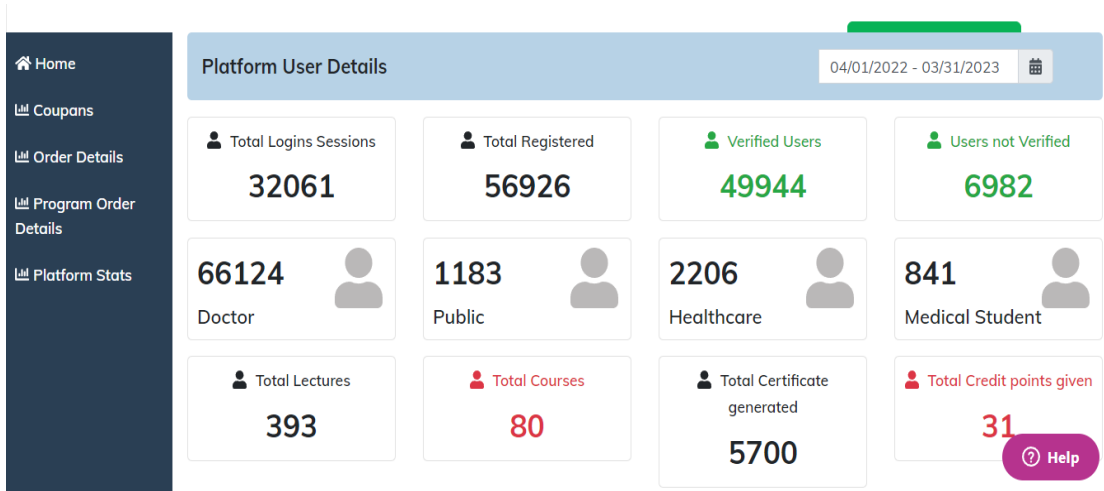 Home
Coupans
Order Details
Program Order
Details
Platform Stats
Platform User Details
04/01/2022 - 03/31/2023
Total Logins Sessions
32061
Total Registered
56926
Verified Users
49944
Users not Verified
6982
66124
Doctor
1183
Public
2206
Healthcare
841
Medical Student
Total Lectures
393
Total Courses
80
Total Certificate
generated
5700
Total Credit points given
31
Help